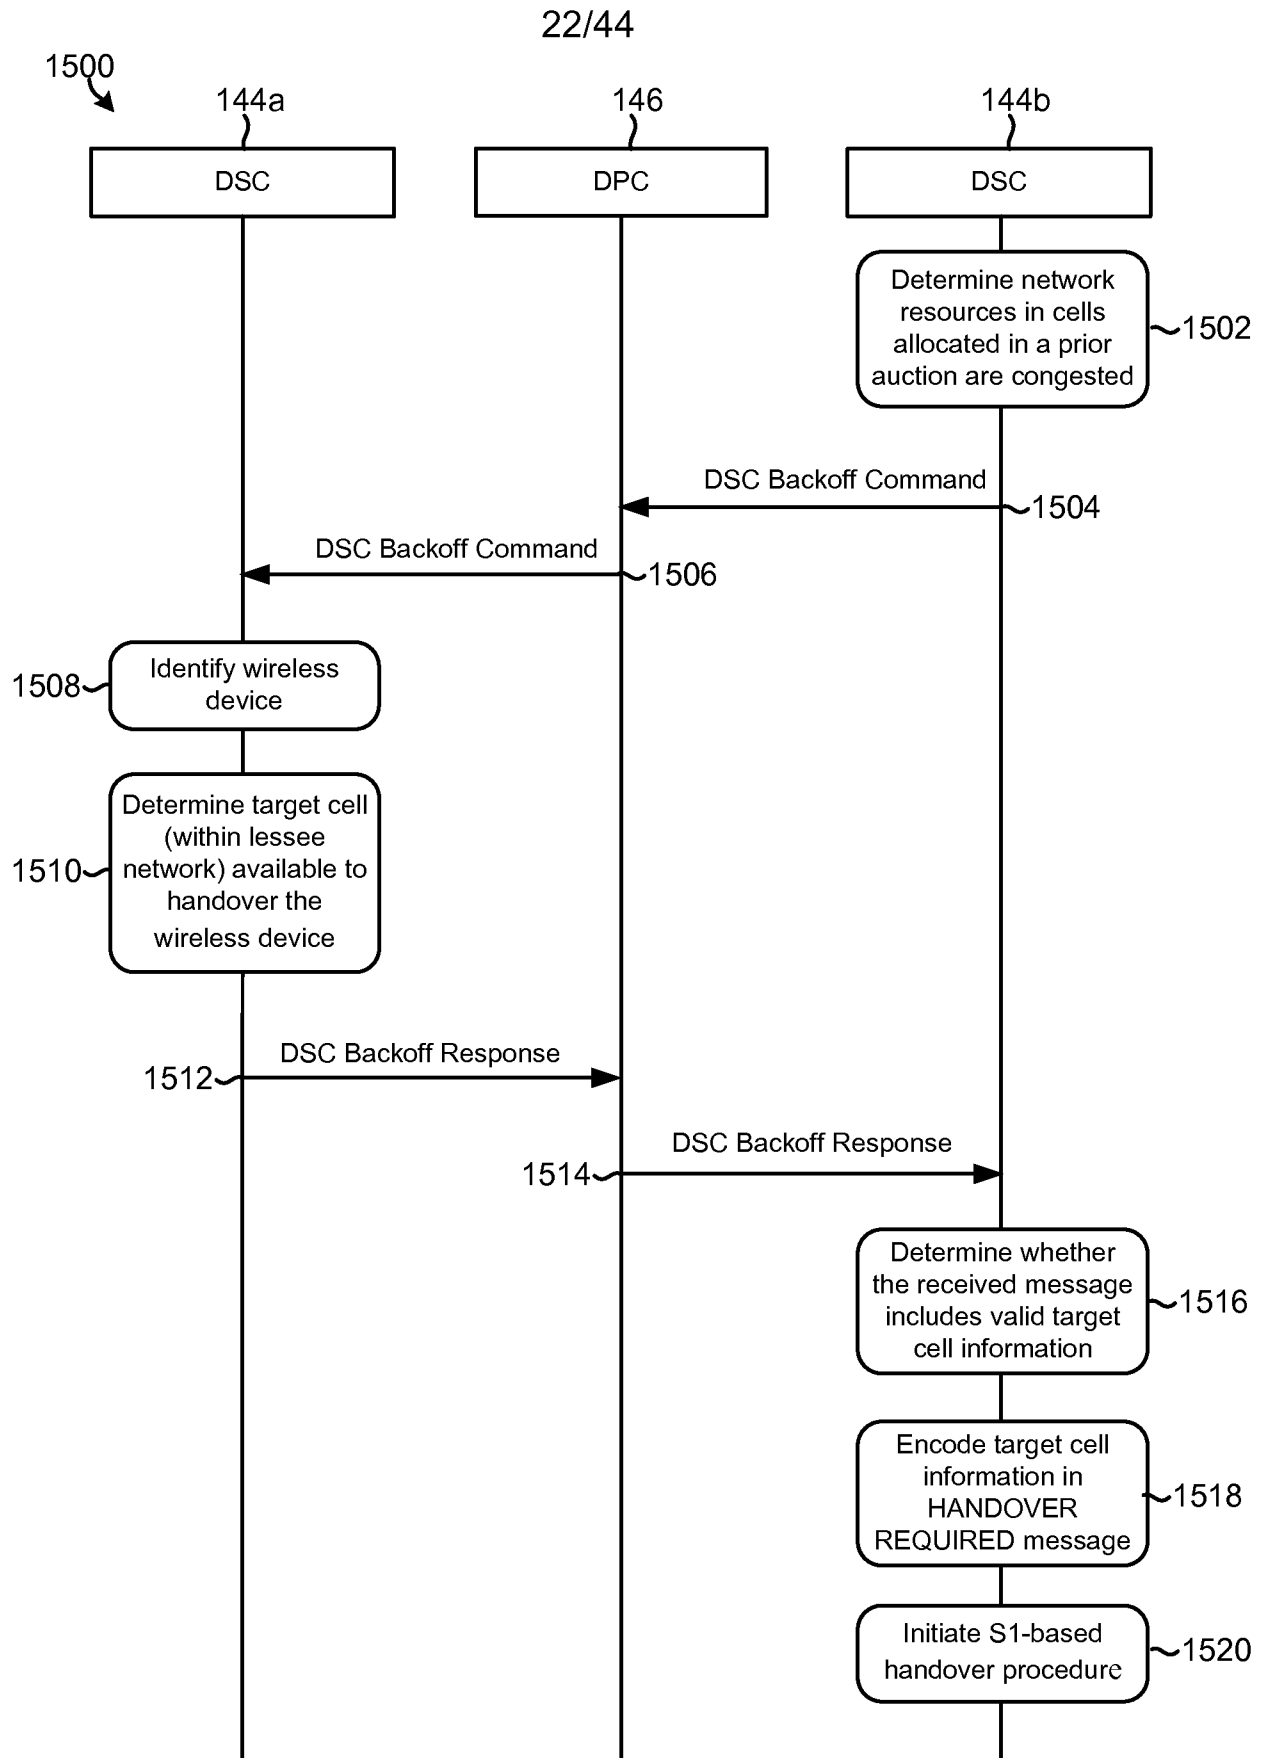 22/44
1500
144a
146
144b
DSC
DPC
DSC
Determine network
resources in cells
allocated in a prior
auction are congested
1502
DSC Backoff Command
1504
DSC Backoff Command
1506
Identify wireless
device
1508
Determine target cell
(within lessee
network) available to
handover the
wireless device
1510
DSC Backoff Response
1512
DSC Backoff Response
1514
Determine whether
the received message
includes valid target
cell information
1516
Encode target cell
information in
HANDOVER
REQUIRED message
1518
Initiate S1-based
handover procedure
1520